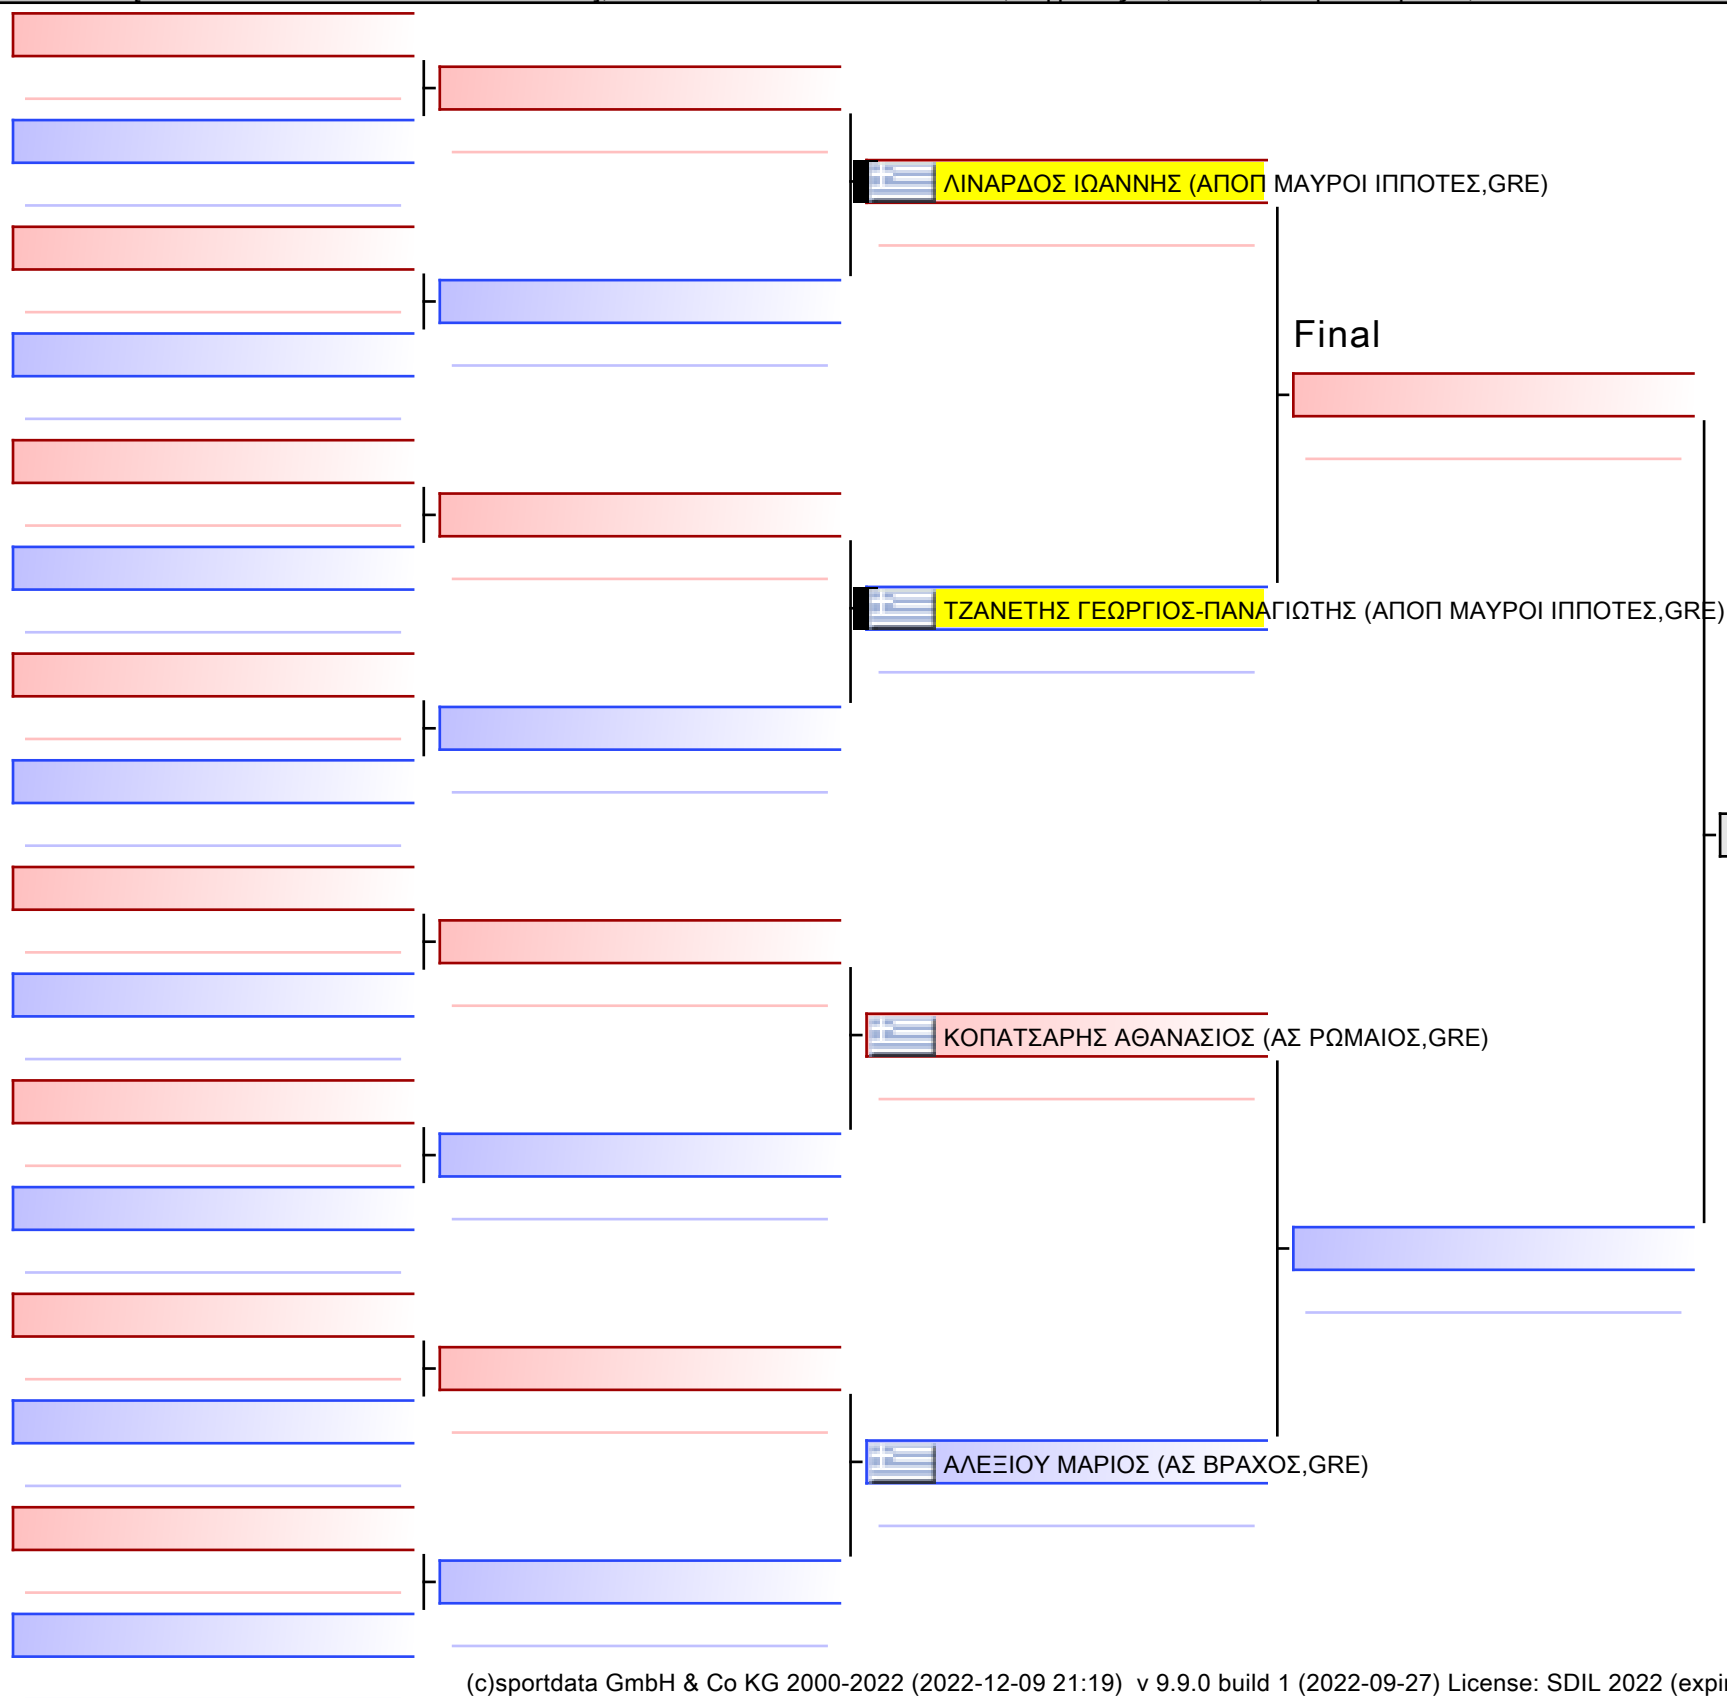 ΛΙΝΑΡΔΟΣ ΙΩΑΝΝΗΣ (ΑΠΟΠ ΜΑΥΡΟΙ ΙΠΠΟΤΕΣ,GRE)
Final
ΤΖΑΝΕΤΗΣ ΓΕΩΡΓΙΟΣ-ΠΑΝΑΓΙΩΤΗΣ (ΑΠΟΠ ΜΑΥΡΟΙ ΙΠΠΟΤΕΣ,GRE)
ΚΟΠΑΤΣΑΡΗΣ ΑΘΑΝΑΣΙΟΣ (ΑΣ ΡΩΜΑΙΟΣ,GRE)
ΑΛΕΞΙΟΥ ΜΑΡΙΟΣ (ΑΣ ΒΡΑΧΟΣ,GRE)
(c)sportdata GmbH & Co KG 2000-2022 (2022-12-09 21:19) v 9.9.0 build 1 (2022-09-27) License: SDIL 2022 (expi